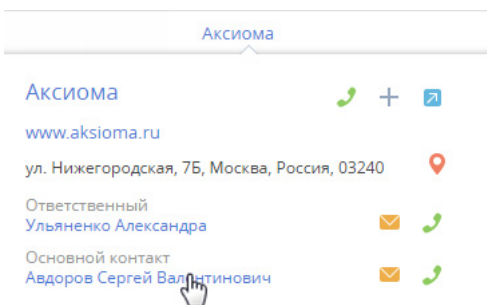 Аксиома
Аксиома
www.aksioma.ru
ул. Нижегородская, 7Б, Москва, Россия, 03240
Ответственный
Ульяненко Александра
Основной контакт
Авдоров Сергей Валентинович